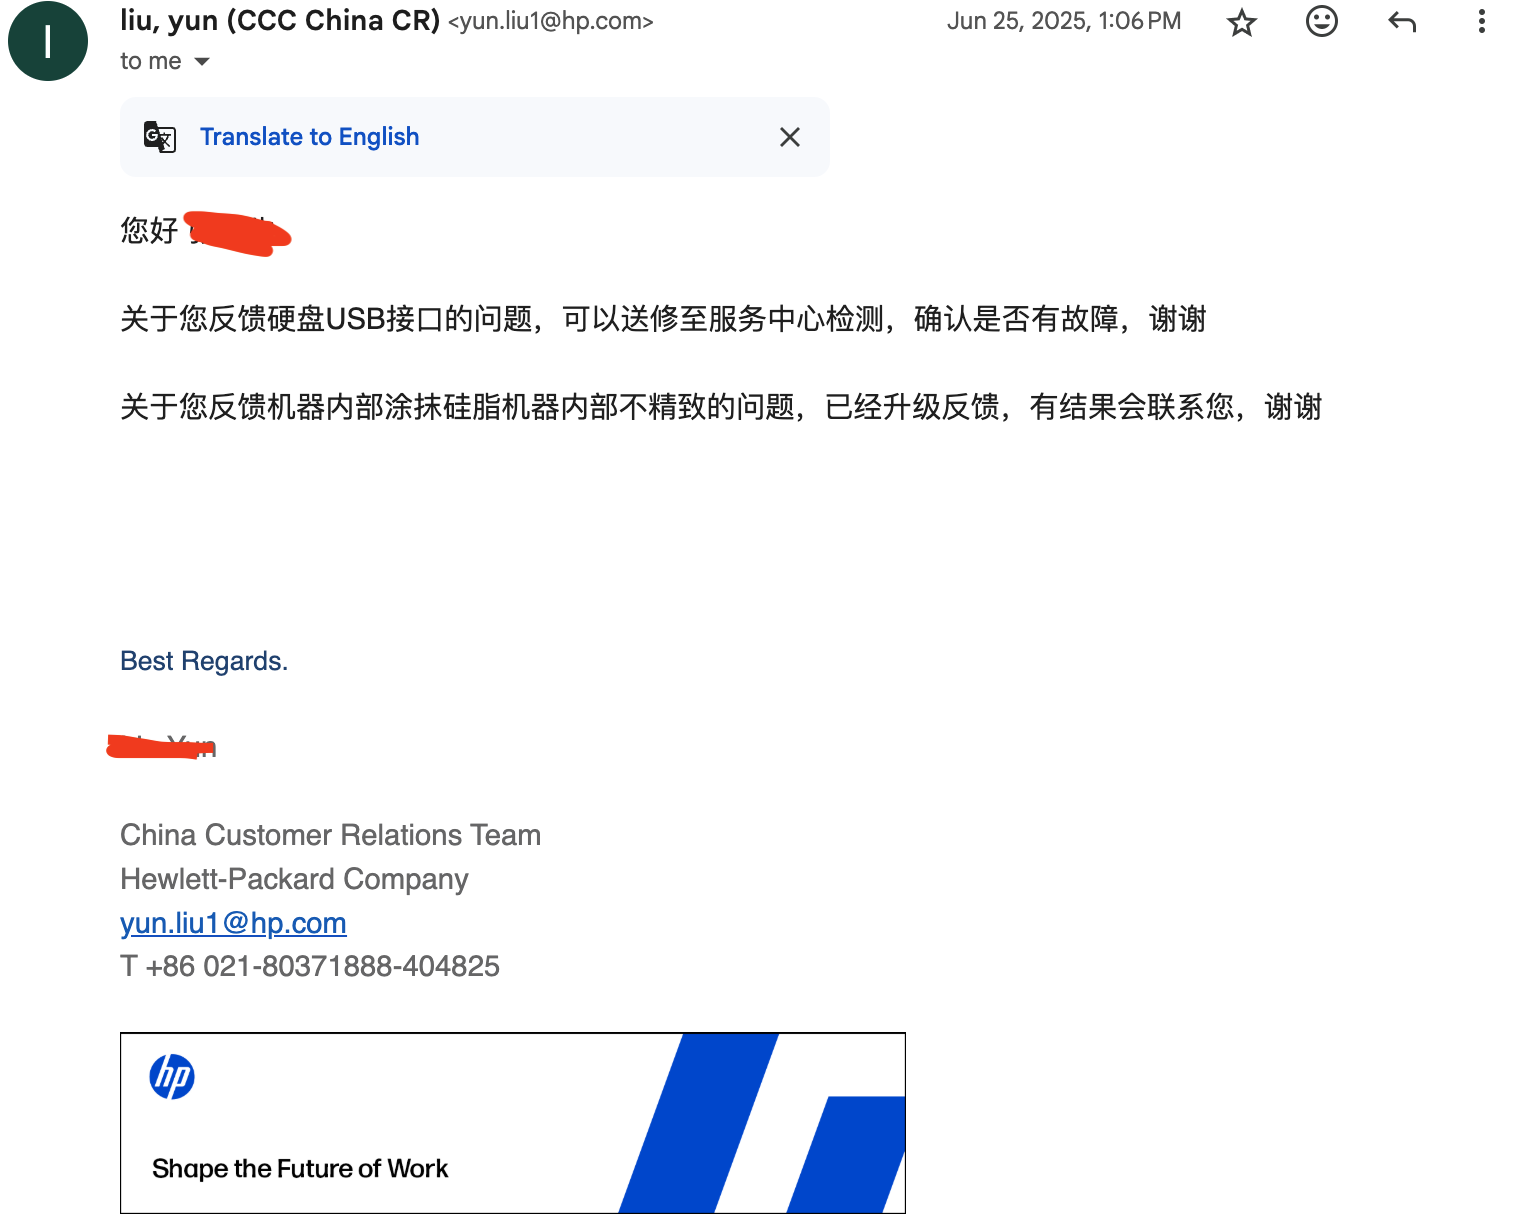 l
liu, yun (CCC China CR) <yun.liu1@hp.com>
Jun 25, 2025, 1:06 PM
to me
Translate to English
您好
关于您反馈硬盘USB接口的问题，可以送修至服务中心检测，确认是否有故障，谢谢
关于您反馈机器内部涂抹硅脂机器内部不精致的问题，已经升级反馈，有结果会联系您，谢谢
Best Regards.
China Customer Relations Team
Hewlett-Packard Company
yun.liu1@hp.com
T +86 021-80371888-404825
hp
Shape the Future of Work